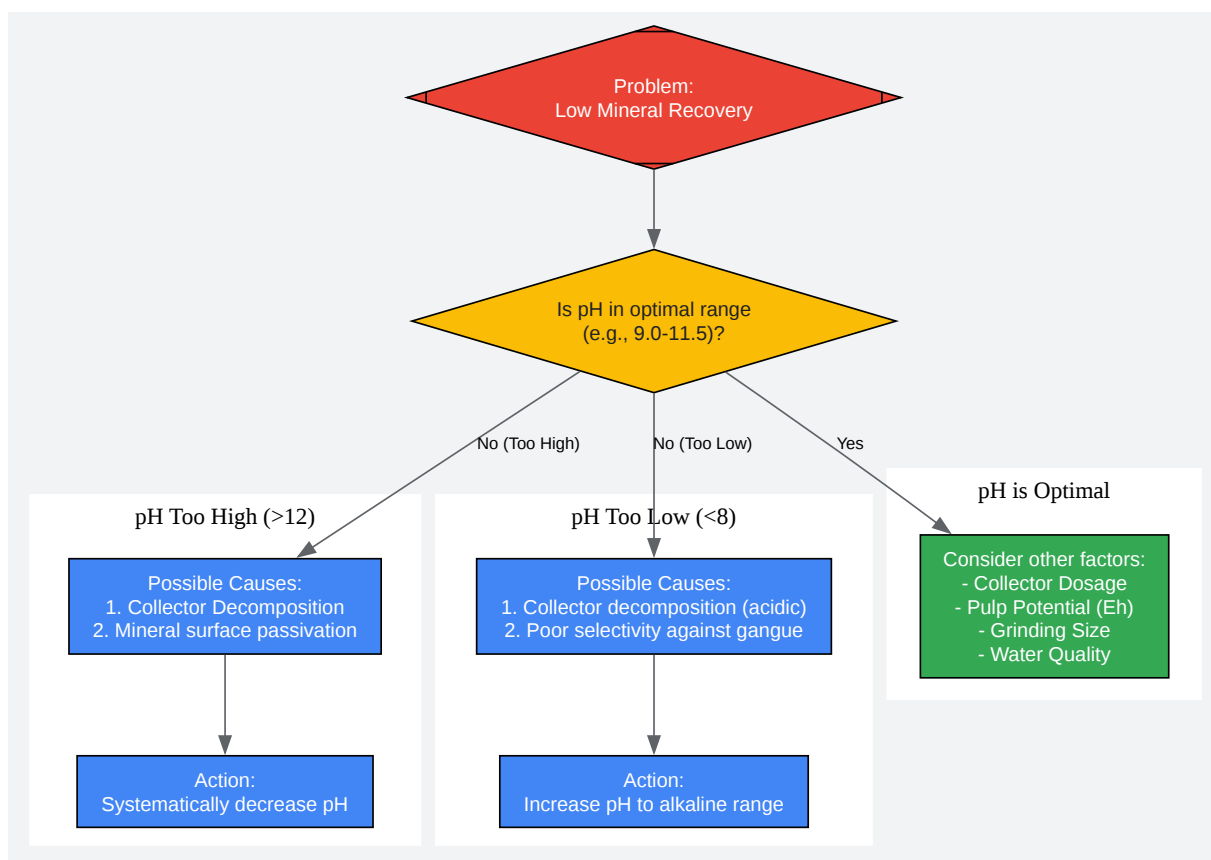 Problem:
Low Mineral Recovery
Is pH in optimal range
(e.g., 9.0-11.5)?
No (Too High)
No (Too Low)
Yes
pH Too High (>12)
Possible Causes:
1. Collector Decomposition
2. Mineral surface passivation
Action:
Systematically decrease pH
pH Too Low (<8)
Possible Causes:
1. Collector decomposition (acidic)
2. Poor selectivity against gangue
Action:
Increase pH to alkaline range
pH is Optimal
Consider other factors:
- Collector Dosage
- Pulp Potential (Eh)
- Grinding Size
- Water Quality